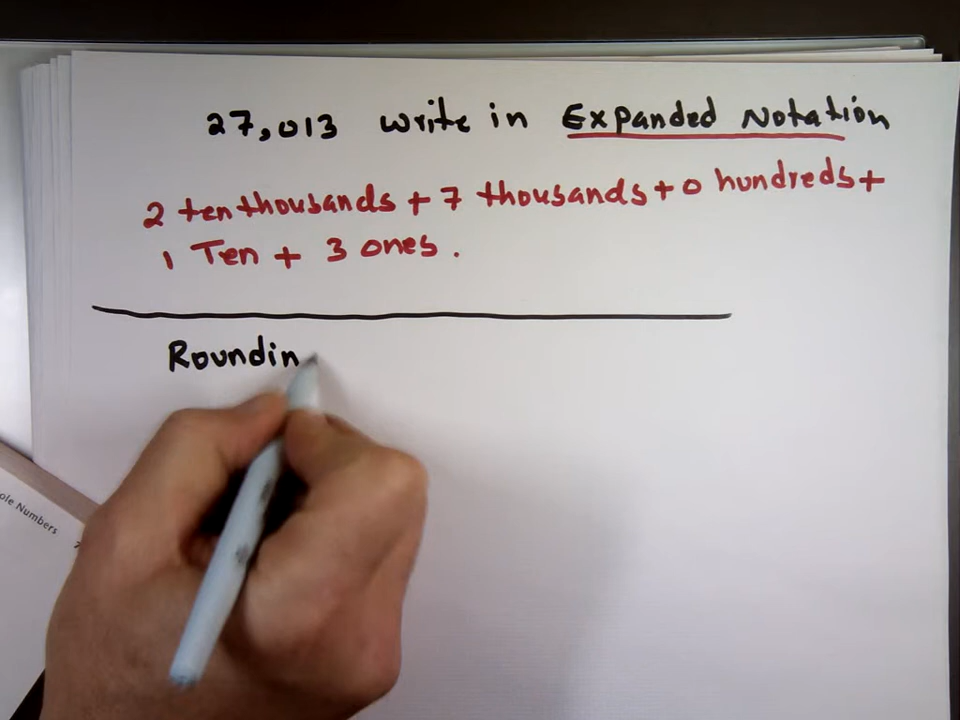 27,013 write in Expanded Notation
2 ten thousands + 7 thousands + 0 hundreds +
1 Ten + 3 ones.
Roundin
ole Numbers
7